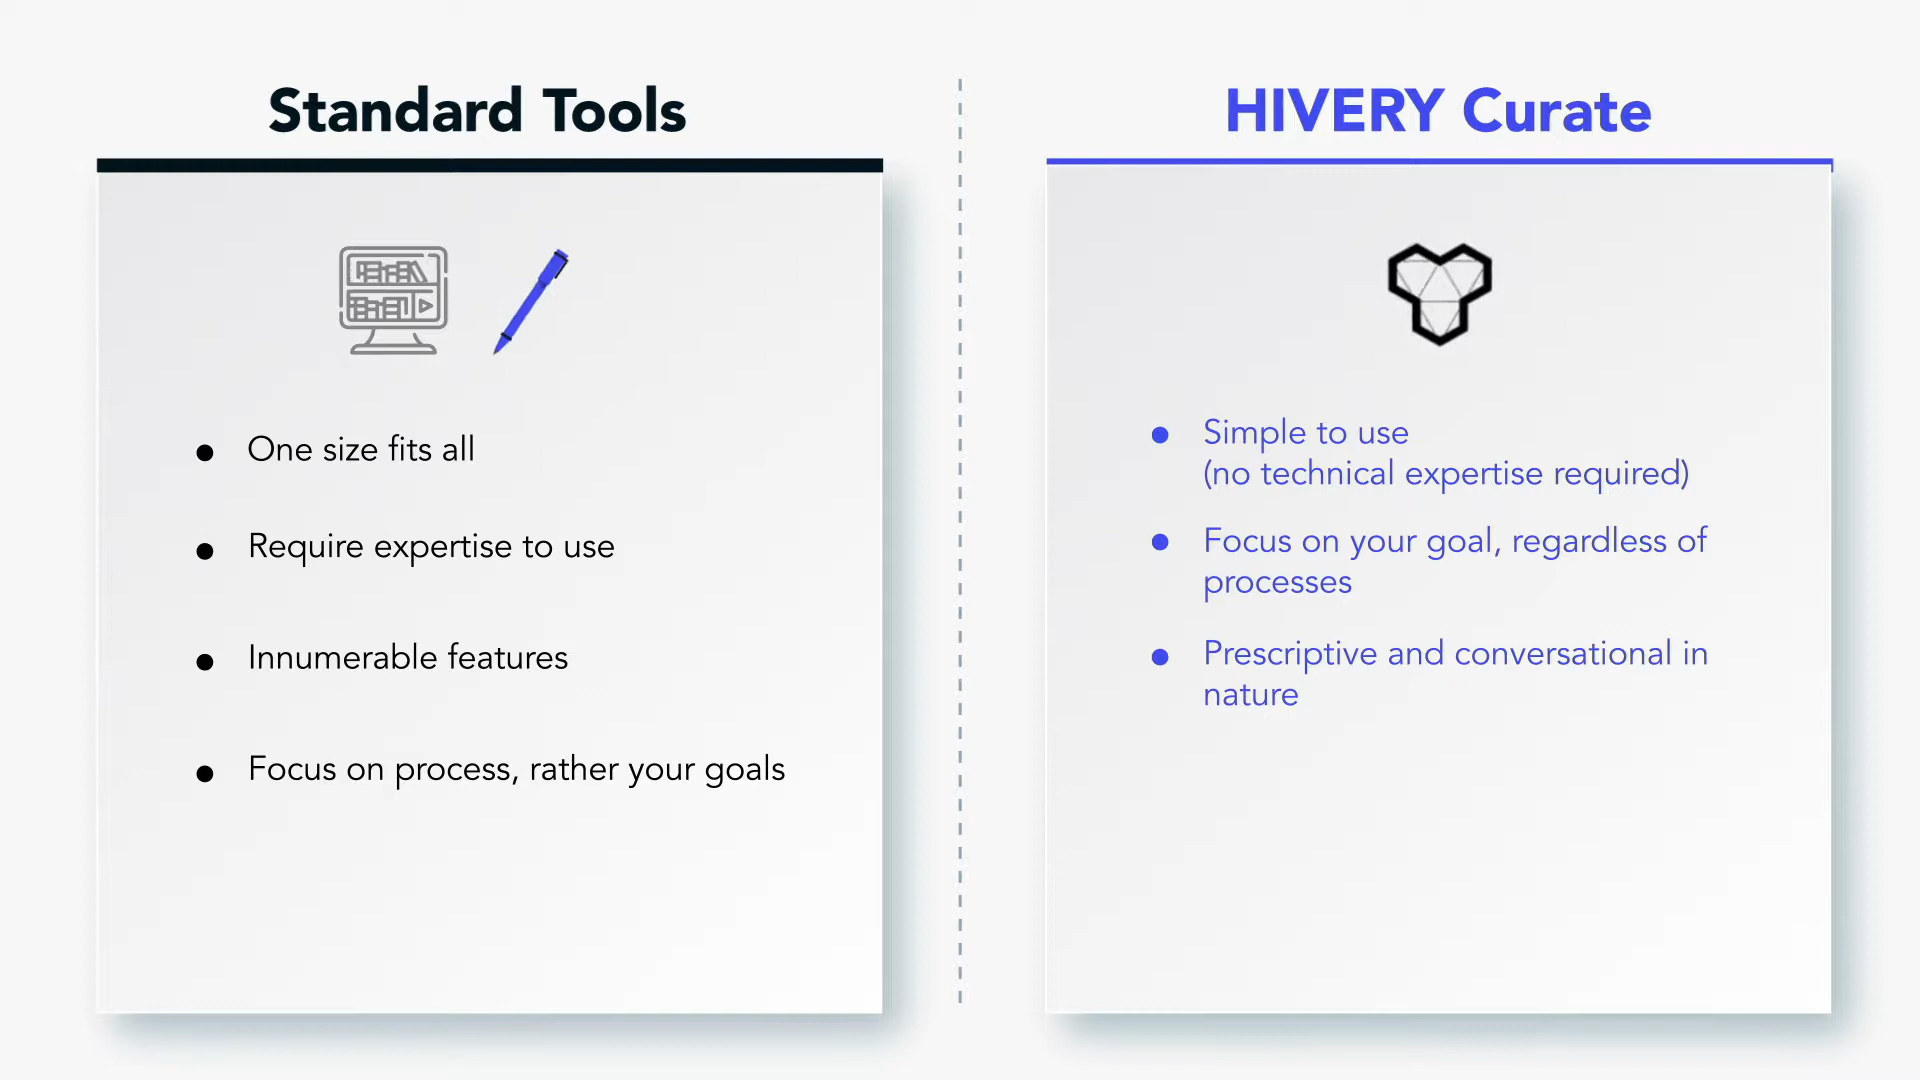 Standard Tools
One size fits all
Require expertise to use
Innumerable features
Focus on process, rather your goals
HIVERY Curate
Simple to use
(no technical expertise required)
Focus on your goal, regardless of
processes
Prescriptive and conversational in
nature